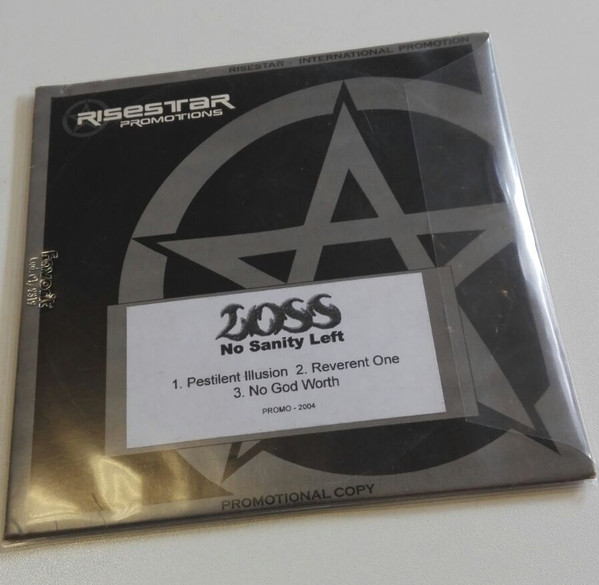 RISESTAR - INTERNATIONAL PROMOTION
RISESTAR
PROMOTIONS
LOSS
No Sanity Left
1. Pestilent Illusion 2. Reverent One
3. No God Worth
PROMO - 2004
PROMOTIONAL COPY